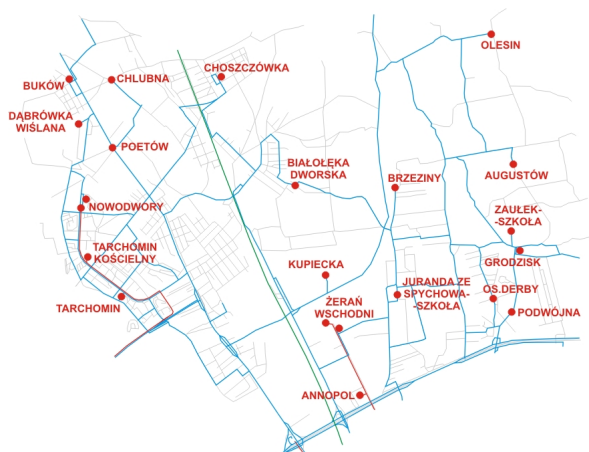 OLESIN
CHOSZCZÓWKA
BUKÓW
CHLUBNA
DĄBRÓWKA
WIŚLANA
POETÓW
BIAŁOŁĘKA
DWORSKA
BRZEZINY
AUGUSTÓW
NOWODWORY
ZAUŁEK-
-SZKOŁA
TARCHOMIN
KOŚCIELNY
KUPIECKA
GRODZISK
JURANDA ZE
SPYCHOWA-
-SZKOŁA
OS.DERBY
TARCHOMIN
ŻERAŃ
WSCHODNI
PODWÓJNA
ANNOPOL